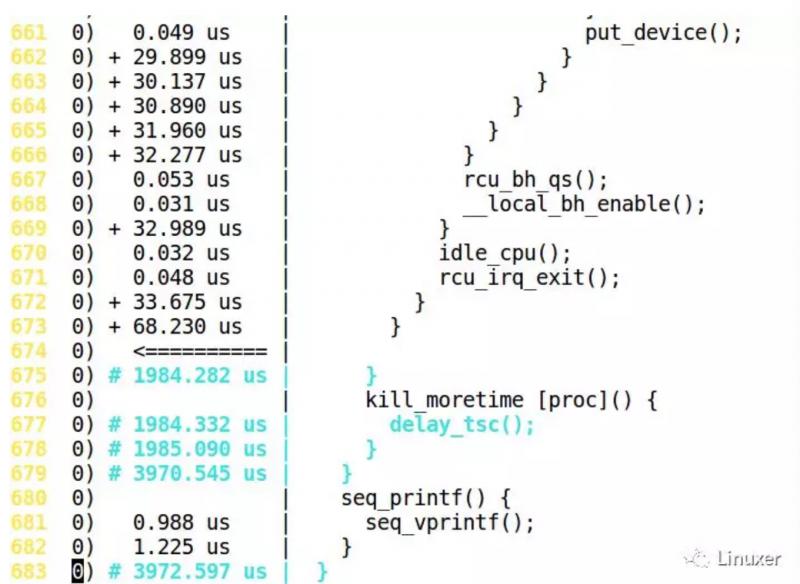 661 0) 0.049 us | put_device();
662 0) + 29.899 us | }
663 0) + 30.137 us | }
664 0) + 30.890 us | }
665 0) + 31.960 us | }
666 0) + 32.277 us | }
667 0) 0.053 us | rcu_bh_qs();
668 0) 0.031 us | __local_bh_enable();
669 0) + 32.989 us | }
670 0) 0.032 us | idle_cpu();
671 0) 0.048 us | rcu_irq_exit();
672 0) + 33.675 us | }
673 0) + 68.230 us | }
674 0) <========== |
675 0) # 1984.282 us | }
676 0) | kill_moretime [proc]() {
677 0) # 1984.332 us | delay_tsc();
678 0) # 1985.090 us | }
679 0) # 3970.545 us | }
680 0) | seq_printf() {
681 0) 0.988 us | seq_vprintf();
682 0) 1.225 us | }
683 0) # 3972.597 us | }
Linuxer